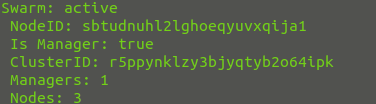 Swarm: active
NodeID: sbtudnuhl2lghoeqyuvxqija1
Is Manager: true
ClusterID: r5ppynklzy3bjyqtyb2o64ipk
Managers: 1
Nodes: 3